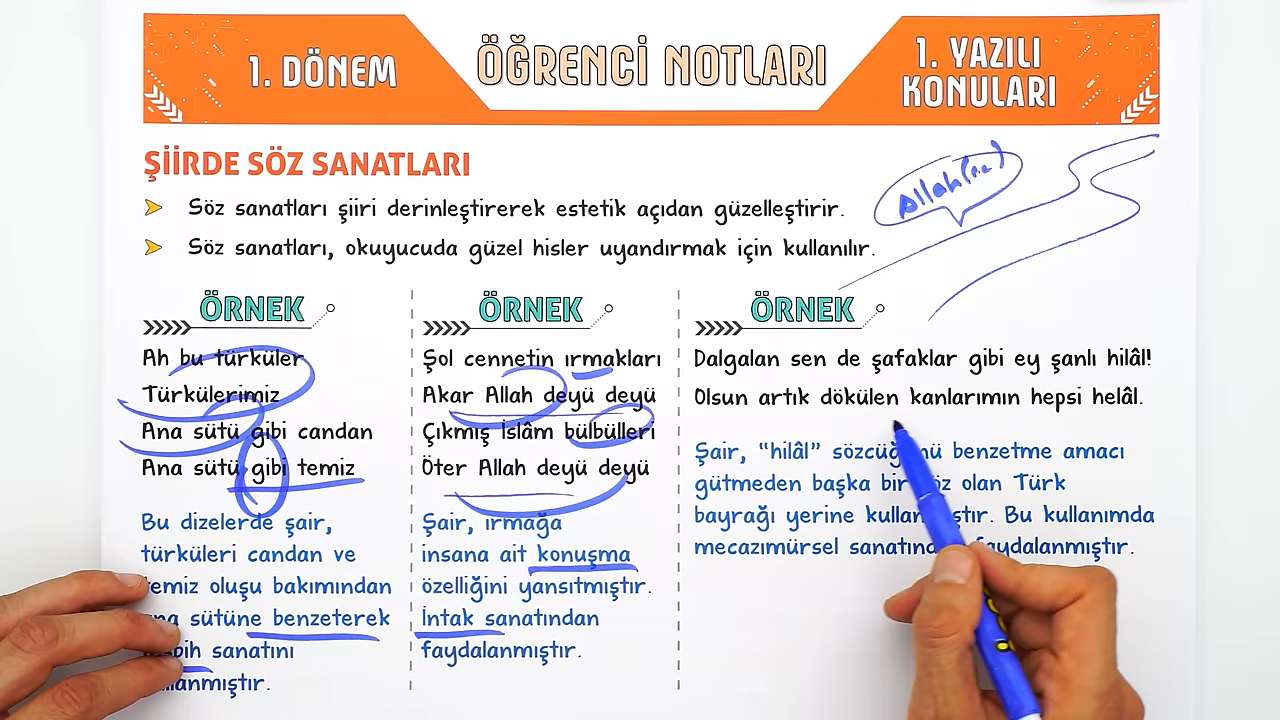 1. DÖNEM
ÖĞRENCİ NOTLARI
1. YAZILI
KONULARI
ŞİİRDE SÖZ SANATLARI
Söz sanatları şiiri derinleştirerek estetik açıdan güzelleştirir.
Söz sanatları, okuyucuda güzel hisler uyandırmak için kullanılır.
Allah (c.c)
ÖRNEK
Ah bu türküler
Türkülerimiz
Ana sütü gibi candan
Ana sütü gibi temiz
Bu dizelerde şair,
türküleri candan ve
temiz oluşu bakımından
ana sütüne benzeterek
teşbih sanatını
kullanmıştır.
ÖRNEK
Şol cennetin ırmakları
Akar Allah deyü deyü
Çıkmış İslâm bülbülleri
Öter Allah deyü deyü
Şair, ırmağa
insana ait konuşma
özelliğini yansıtmıştır.
İntak sanatından
faydalanmıştır.
ÖRNEK
Dalgalan sen de şafaklar gibi ey şanlı hilâl!
Olsun artık dökülen kanlarımın hepsi helâl.
Şair, “hilâl” sözcüğünü benzetme amacı
gütmeden başka bir söz olan Türk
bayrağı yerine kullanmıştır. Bu kullanımda
mecazımürsel sanatından faydalanmıştır.